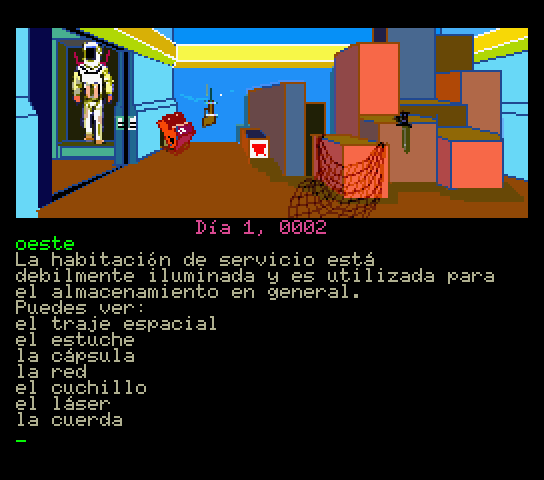 Día 1, 0002
oeste
La habitación de servicio está
debilmente iluminada y es utilizada para
el almacenamiento en general.
Puedes ver:
el traje espacial
el estuche
la cápsula
la red
el cuchillo
el láser
la cuerda